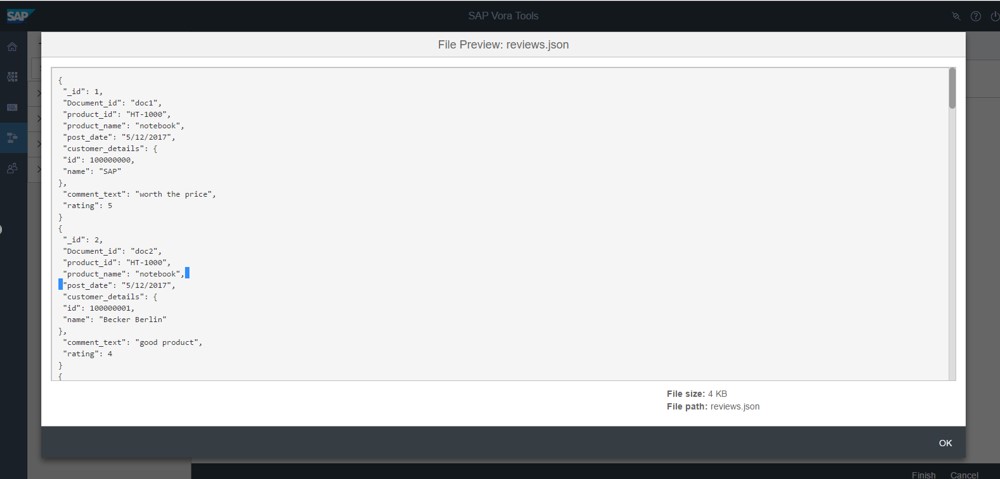 SAP
SAP Vora Tools
File Preview: reviews.json
{
"_id": 1,
"Document_id": "doc1",
"product_id": "HT-1000",
"product_name": "notebook",
"post_date": "5/12/2017",
"customer_details": {
"id": 100000000,
"name": "SAP"
},
"comment_text": "worth the price",
"rating": 5
}
{
"_id": 2,
"Document_id": "doc2",
"product_id": "HT-1000",
"product_name": "notebook",
"post_date": "5/12/2017",
"customer_details": {
"id": 100000001,
"name": "Becker Berlin"
},
"comment_text": "good product",
"rating": 4
}
{
File size: 4 KB
File path: reviews.json
OK
Finish Cancel